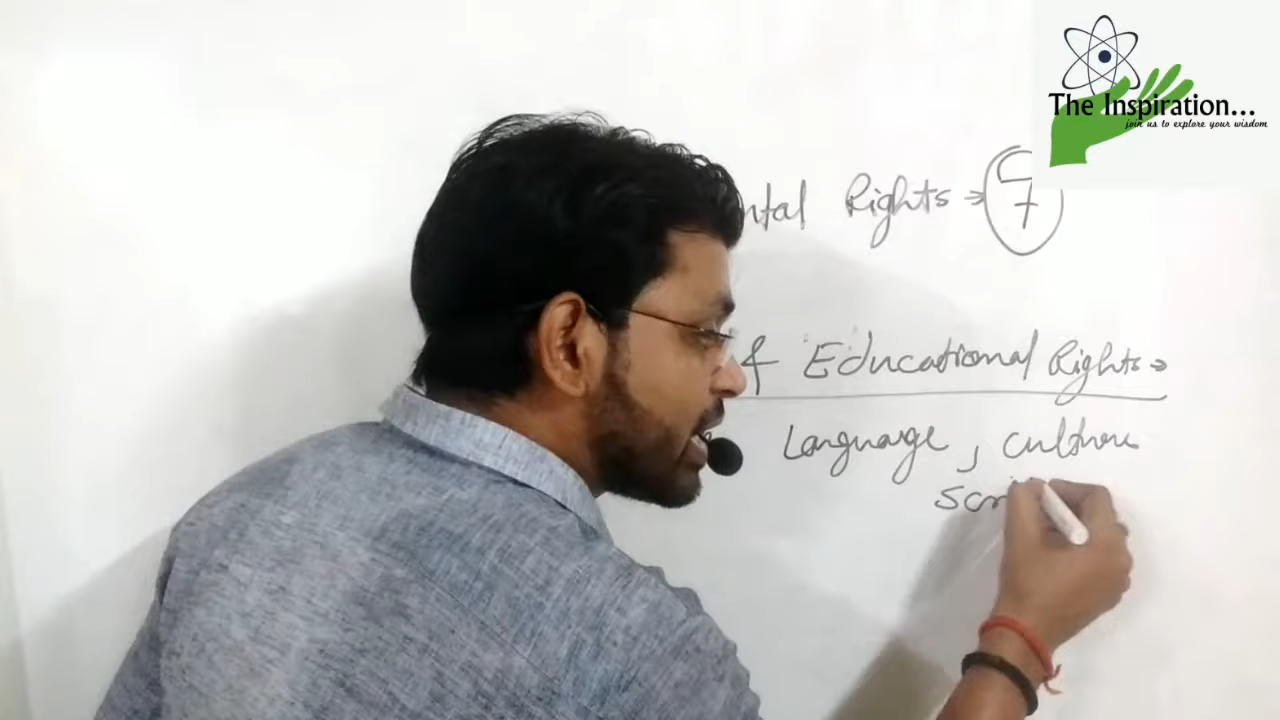 The Inspiration...
join us to explore your wisdom
ntal Rights → 7
& Educational Rights →
Language, culture
scri